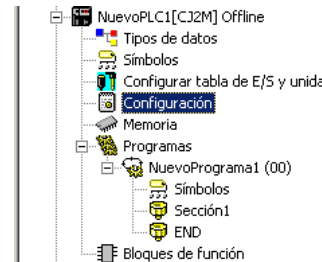 NuevoPLC1[CJ2M] Offline
Tipos de datos
Símbolos
Configurar tabla de E/S y unida
Configuración
Memoria
Programas
NuevoPrograma1 (00)
Símbolos
Sección1
END
Bloques de función